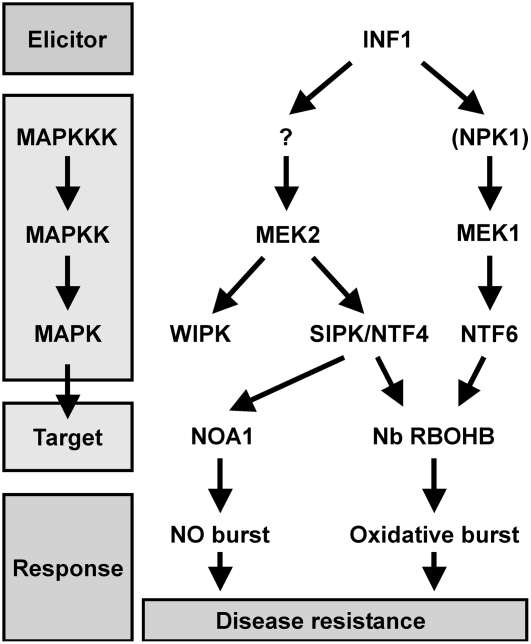 Elicitor
INF1
MAPKKK
?
(NPK1)
MAPKK
MEK2
MEK1
MAPK
WIPK
SIPK/NTF4
NTF6
Target
NOA1
Nb RBOHB
Response
NO burst
Oxidative burst
Disease resistance